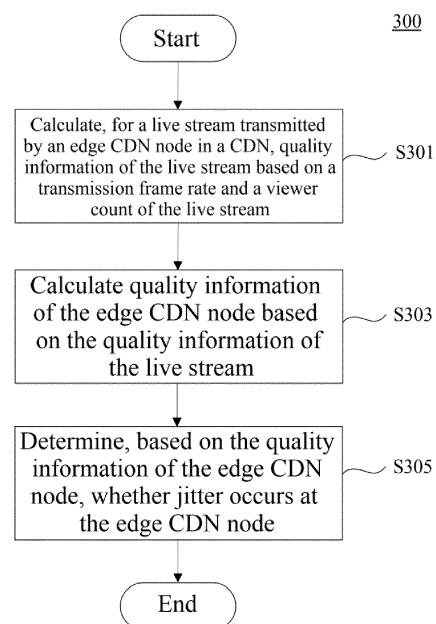 300
Start
Calculate, for a live stream transmitted
by an edge CDN node in a CDN, quality
information of the live stream based on a
transmission frame rate and a viewer
count of the live stream
S301
Calculate quality information
of the edge CDN node based
on the quality information of
the live stream
S303
Determine, based on the quality
information of the edge CDN
node, whether jitter occurs at
the edge CDN node
S305
End